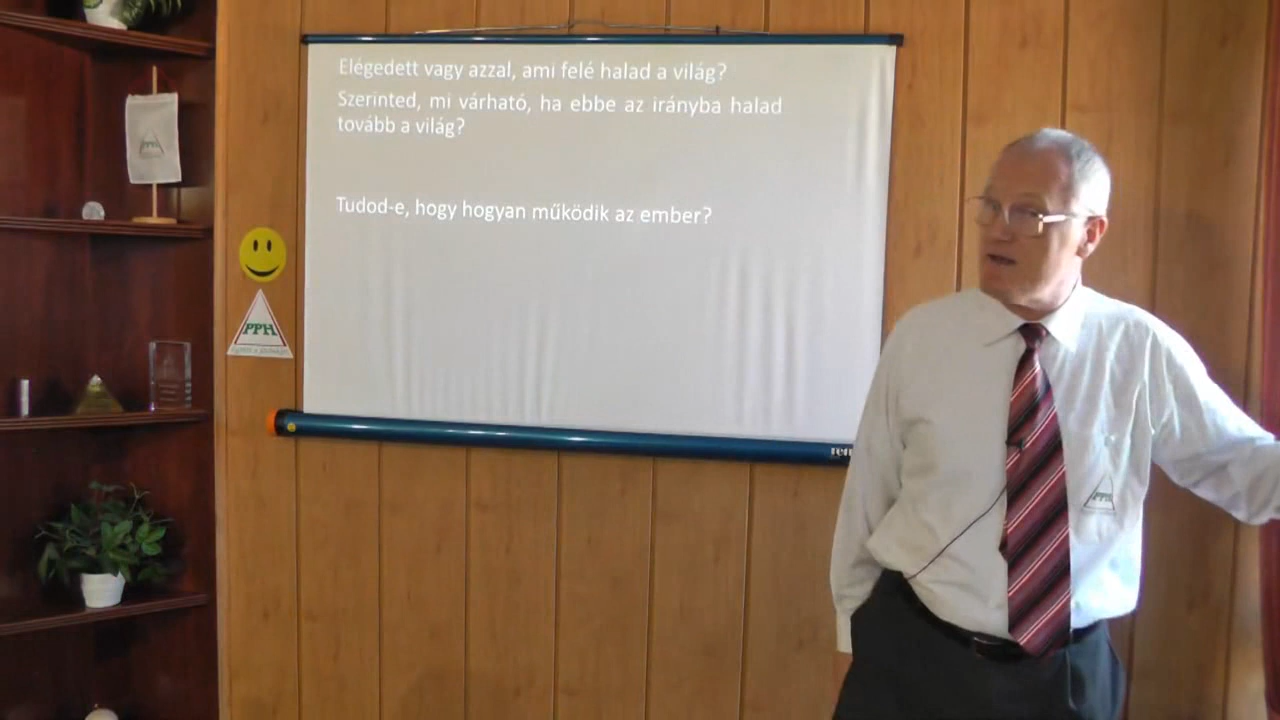 Elégedett vagy azzal, ami felé halad a világ?
Szerinted, mi várható, ha ebbe az irányba halad
tovább a világ?
Tudod-e, hogy hogyan működik az ember?
PPH
PPH
PPH